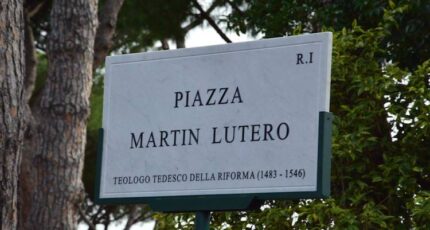 R.I
PIAZZA
MARTIN LUTERO
TEOLOGO TEDESCO DELLA RIFORMA (1483 - 1546)